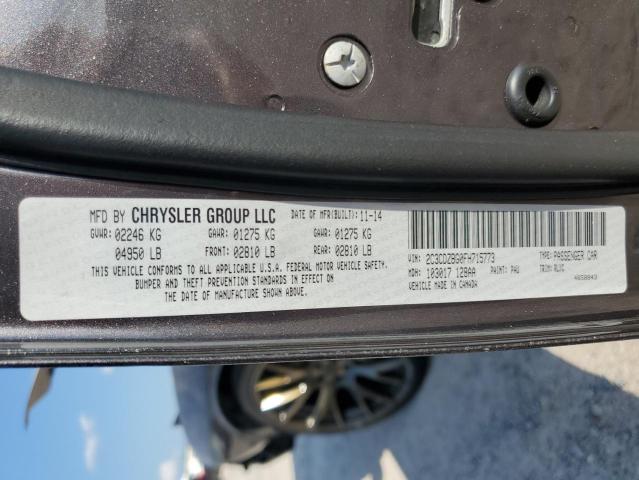 MFD BY CHRYSLER GROUP LLC DATE OF MFR(BUILT): 11-14
GVWR: 02246 KG GAWR: 01275 KG GAWR: 01275 KG
04950 LB FRONT: 02810 LB REAR: 02810 LB
THIS VEHICLE CONFORMS TO ALL APPLICABLE U.S.A. FEDERAL MOTOR VEHICLE SAFETY,
BUMPER AND THEFT PREVENTION STANDARDS IN EFFECT ON
THE DATE OF MANUFACTURE SHOWN ABOVE.
VIN: 2C3CDZBG0FH715773 TYPE: PASSENGER CAR
MDH: 103017 128AA PAINT: PAU TRIM: RLVC
VEHICLE MADE IN CANADA